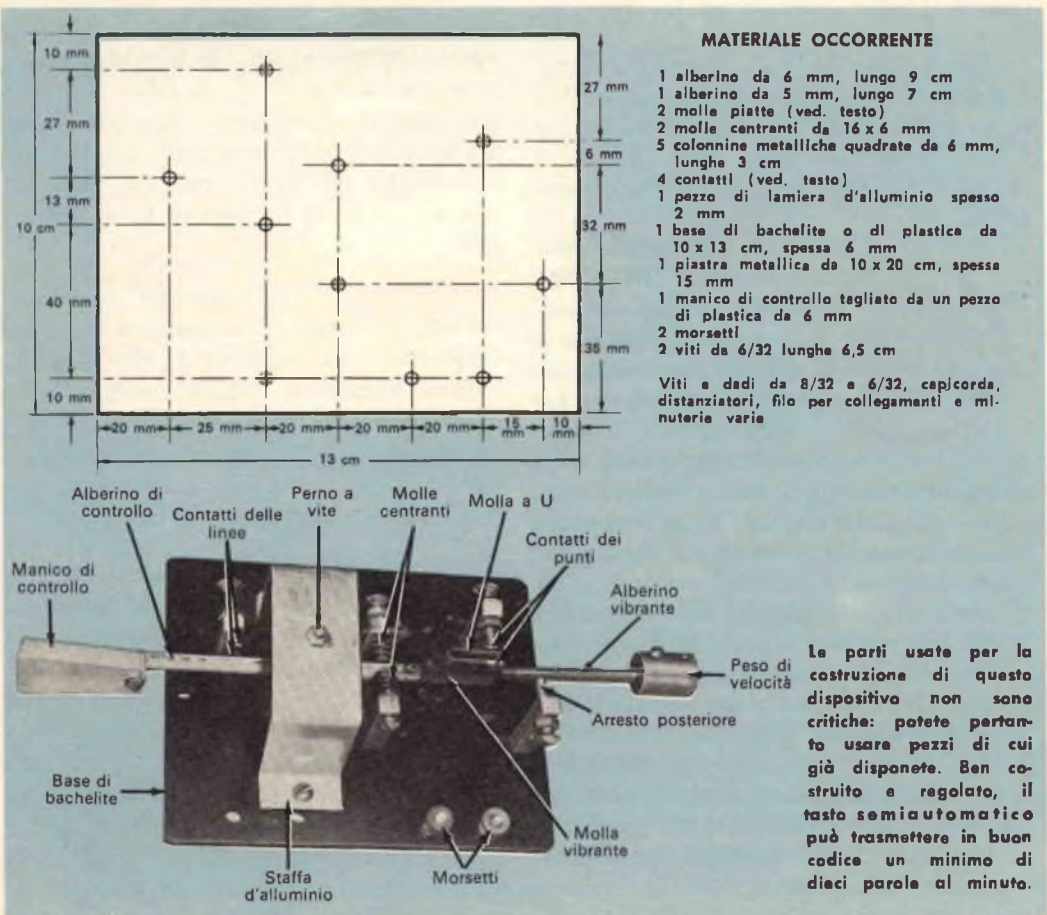 10 mm
27 mm
13 mm
10 cm
40 mm
10 mm
27 mm
6 mm
32 mm
35 mm
20 mm
25 mm
20 mm
20 mm
20 mm
15 mm
10 mm
13 cm
MATERIALE OCCORRENTE
1 alberino da 6 mm, lungo 9 cm
1 alberino da 5 mm, lungo 7 cm
2 molle piatte (ved. testo)
2 molle centranti da 16 x 6 mm
5 colonnine metalliche quadrate da 6 mm,
lunghe 3 cm
4 contatti (ved. testo)
1 pezzo di lamiera d'alluminio spesso
2 mm
1 base di bachelite o di plastica da
10 x 13 cm, spessa 6 mm
1 piastra metallica da 10 x 20 cm, spessa
15 mm
1 manico di controllo tagliato da un pezzo
di plastica da 6 mm
2 morsetti
2 viti da 6/32 lunghe 6,5 cm
Viti e dadi da 8/32 e 6/32, capicorda,
distanziatori, filo per collegamenti e mi-
nuterie varie
Alberino di
controllo
Contatti delle
linee
Perno a
vite
Molle
centranti
Molla a U
Contatti dei
punti
Manico di
controllo
Alberino
vibrante
Peso di
velocità
Arresto posteriore
Base di
bachelite
Staffa
d'alluminio
Morsetti
Molla
vibrante
Le parti usate per la
costruzione di questo
dispositivo non sono
critiche: potete pertan-
to usare pezzi di cui
già disponete. Ben co-
struito e regolato, il
tasto semiautomatico
può trasmettere in buon
codice un minimo di
dieci parole al minuto.